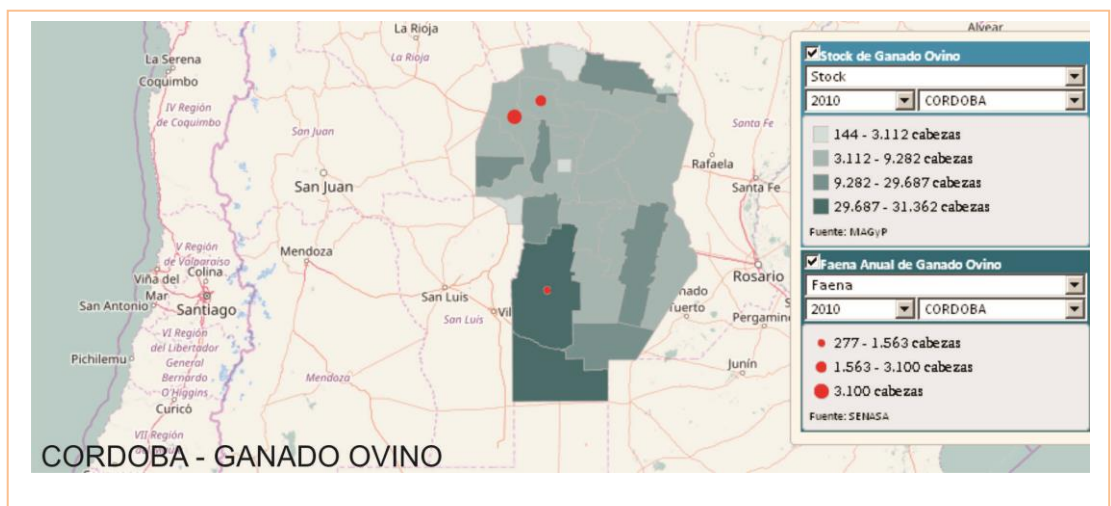 La Rioja
Alvear
La Serena
Coquimbo
La Rioja
IV Región
de Coquimbo
San Juan
Santa Fe
Rafaela
San Juan
Santa Fe
V Región
de Valparaíso
Mendoza
Viña del
Mar
Colina
Rosario
San Antonio
Santiago
San Luis
San Luis
Vil
nado
uerto
Pergamin
VI Región
del Libertador
General
Bernardo
O'Higgins
Pichilemu
Junín
Mendoza
Curicó
VII Región
CORDOBA - GANADO OVINO
Stock de Ganado Ovino
Stock
2010 CORDOBA
144 - 3.112 cabezas
3.112 - 9.282 cabezas
9.282 - 29.687 cabezas
29.687 - 31.362 cabezas
Fuente: MAGyP
Faena Anual de Ganado Ovino
Faena
2010 CORDOBA
277 - 1.563 cabezas
1.563 - 3.100 cabezas
3.100 cabezas
Fuente: SENASA